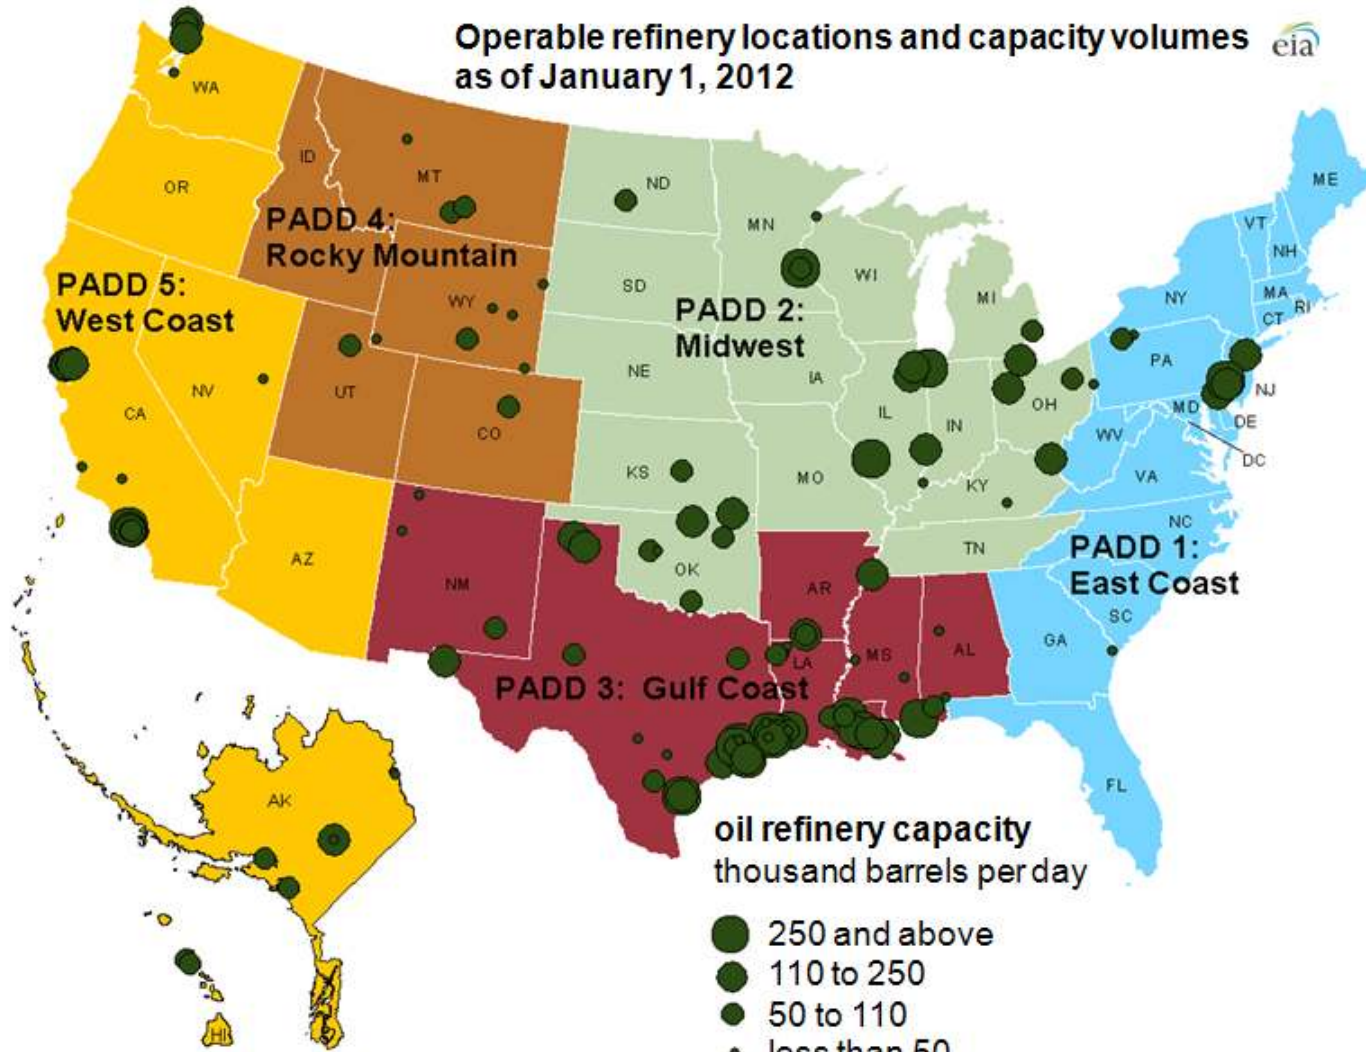 Operable refinery locations and capacity volumes
as of January 1, 2012
eia
WA
OR
ID
MT
PADD 4:
Rocky Mountain
ND
MN
SD
WI
MI
NY
VT
NH
ME
MA
CT
RI
PADD 5:
West Coast
WY
PADD 2:
Midwest
NE
IA
PA
NJ
NV
UT
CA
CO
IL
IN
OH
MD
DE
DC
WV
VA
KS
MO
KY
NC
AZ
NM
OK
TN
PADD 1:
East Coast
AR
SC
GA
AL
MS
LA
PADD 3: Gulf Coast
FL
AK
HI
oil refinery capacity
thousand barrels per day
250 and above
110 to 250
50 to 110
less than 50